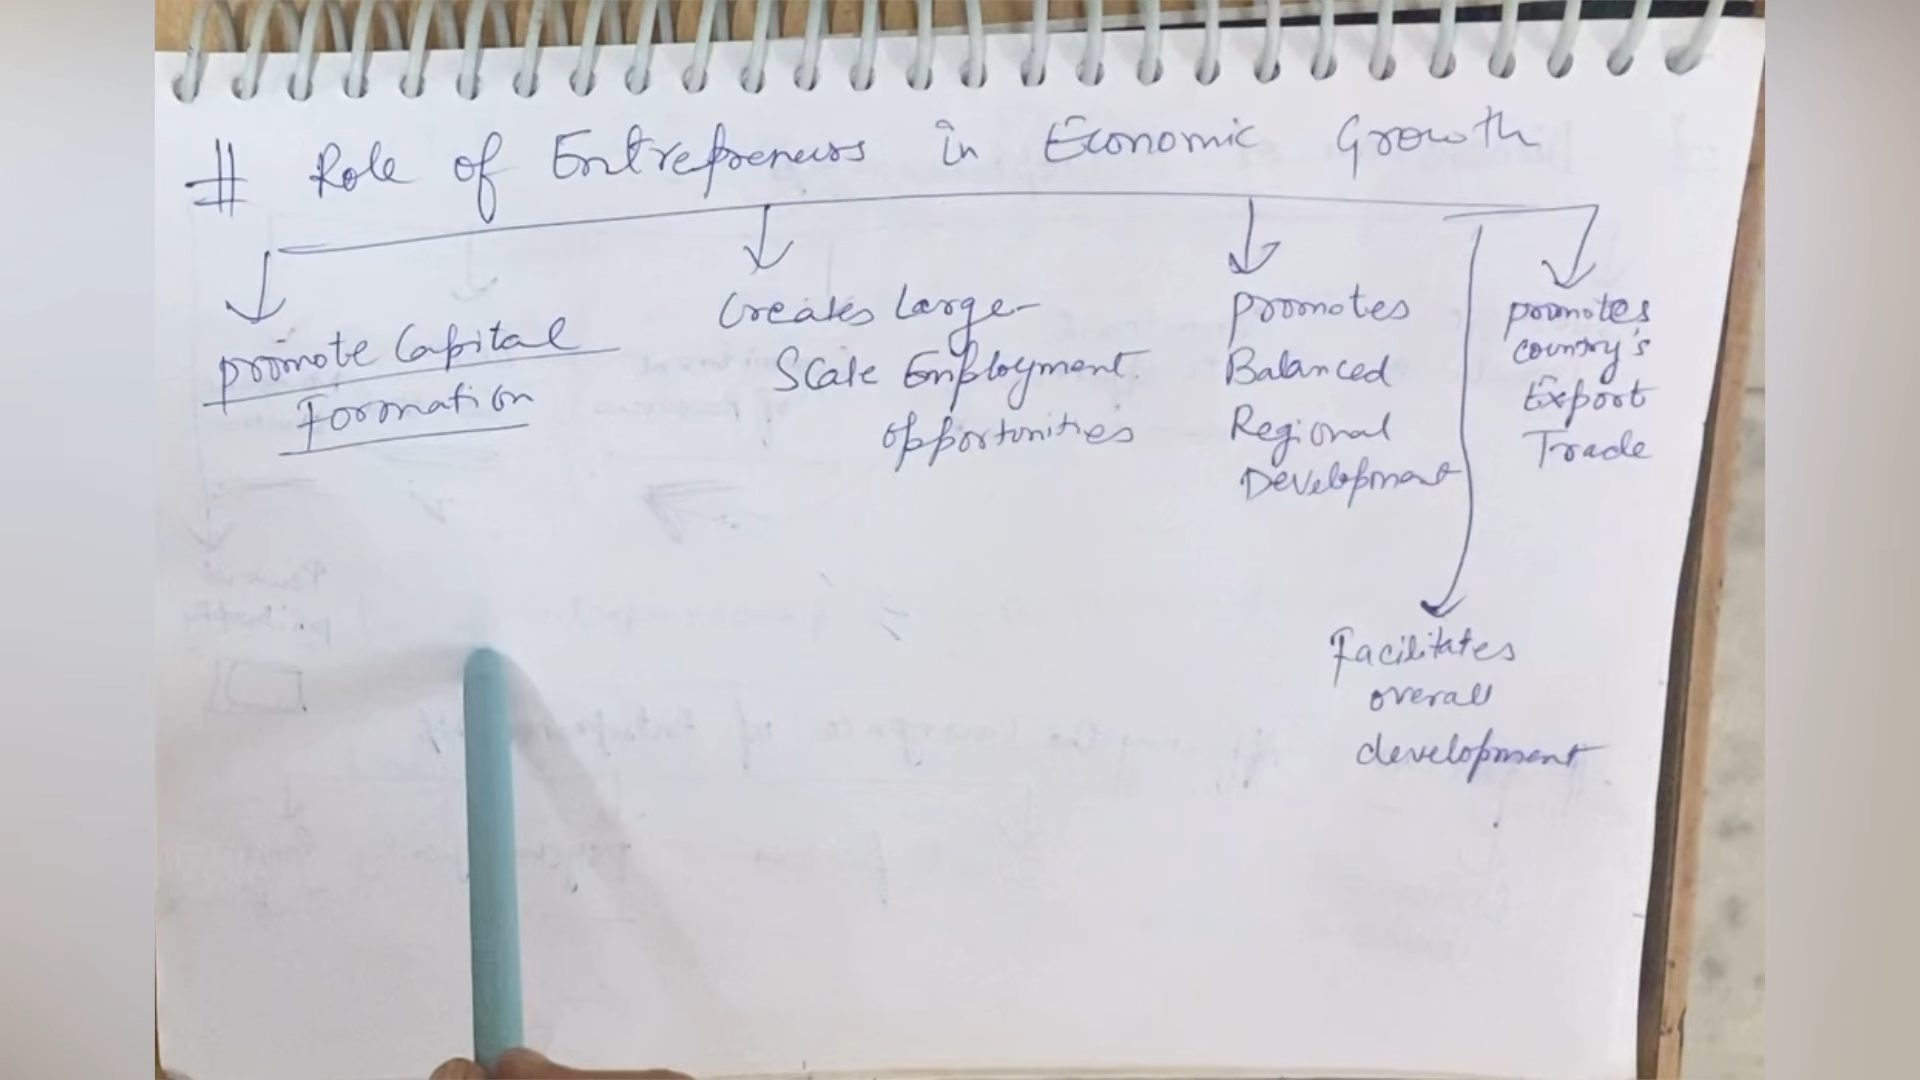 # Role of Entrepreneurs in Economic Growth
promote Capital
Formation
Creates Large-
Scale Employment
opportunities
promotes
Balanced
Regional
Development
promotes
country's
Export
Trade
Facilitates
overall
development